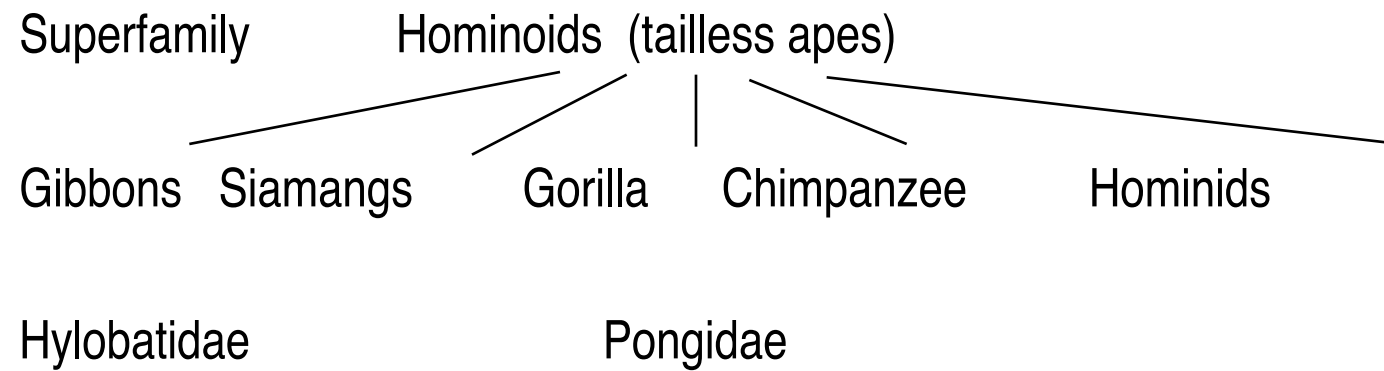 Superfamily Hominoids (tailless apes)
Gibbons Siamangs Gorilla Chimpanzee Hominids
Hylobatidae Pongidae